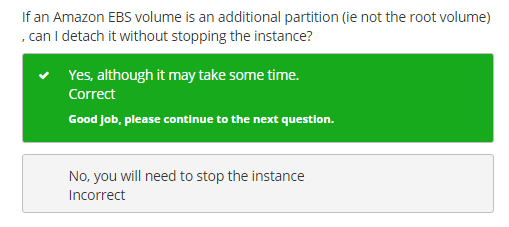 If an Amazon EBS volume is an additional partition (ie not the root volume)
, can I detach it without stopping the instance?
Yes, although it may take some time.
Correct
Good job, please continue to the next question.
No, you will need to stop the instance
Incorrect